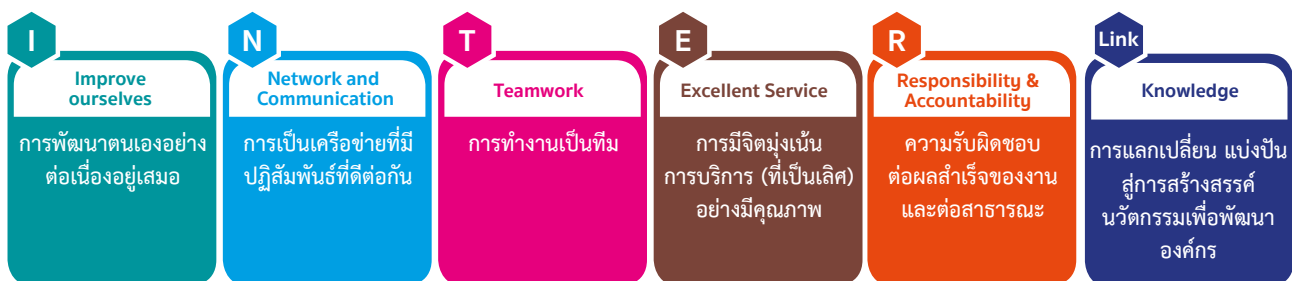 I
Improve
ourselves
การพัฒนาตนเองอย่าง
ต่อเนื่องอยู่เสมอ
N
Network and
Communication
การเป็นเครือข่ายที่มี
ปฏิสัมพันธ์ที่ดีต่อกัน
T
Teamwork
การทำงานเป็นทีม
E
Excellent Service
การมีจิตมุ่งเน้น
การบริการ (ที่เป็นเลิศ)
อย่างมีคุณภาพ
R
Responsibility &
Accountability
ความรับผิดชอบ
ต่อผลสำเร็จของงาน
และต่อสาธารณะ
Link
Knowledge
การแลกเปลี่ยน แบ่งปัน
สู่การสร้างสรรค์
นวัตกรรมเพื่อพัฒนา
องค์กร